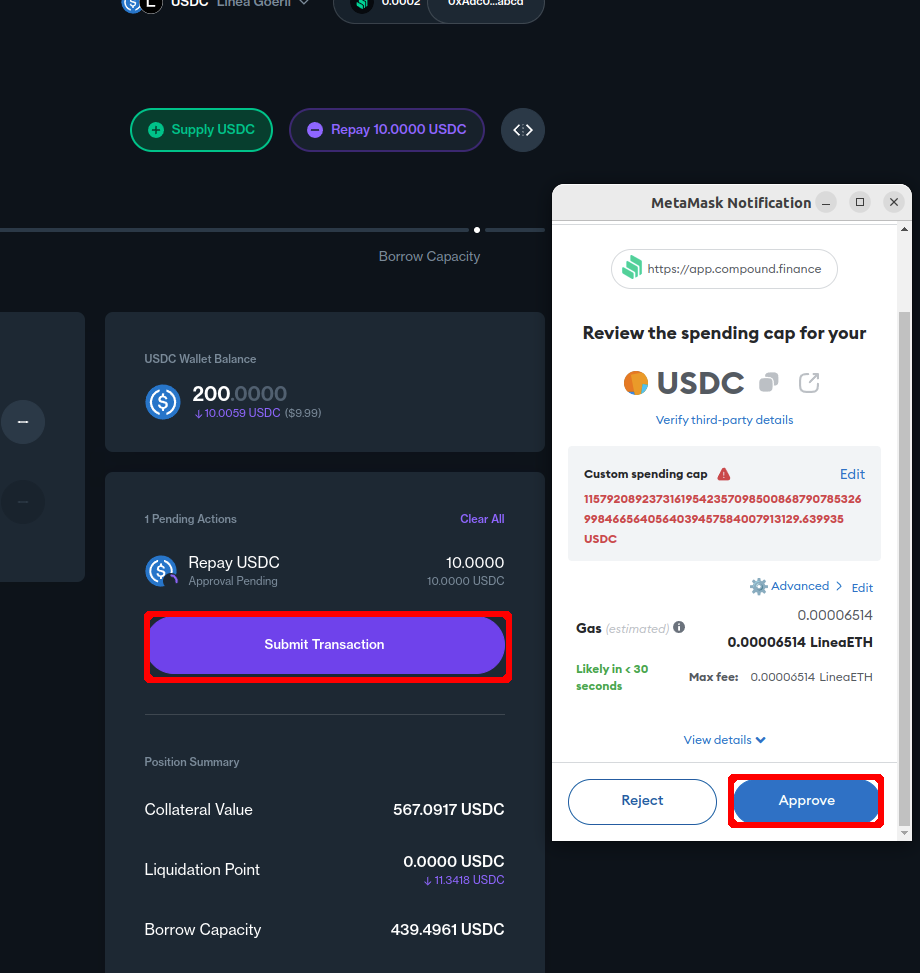 USDC Linea Goerli
0.0002
0xAdc0...abcd
Supply USDC
Repay 10.0000 USDC
Borrow Capacity
USDC Wallet Balance
200.0000
↓10.0059 USDC ($9.99)
1 Pending Actions
Clear All
Repay USDC
10.0000
Approval Pending
10.0000 USDC
Submit Transaction
Position Summary
Collateral Value
567.0917 USDC
Liquidation Point
0.0000 USDC
↓ 11.3418 USDC
Borrow Capacity
439.4961 USDC
MetaMask Notification
https://app.compound.finance
Review the spending cap for your
USDC
Verify third-party details
Custom spending cap
Edit
11579208923731619542357098500868790785326
9984665640564039457584007913129.639935
USDC
Advanced
Edit
0.00006514
Gas (estimated)
0.00006514 LineaETH
Likely in < 30
seconds
Max fee: 0.00006514 LineaETH
View details
Reject
Approve